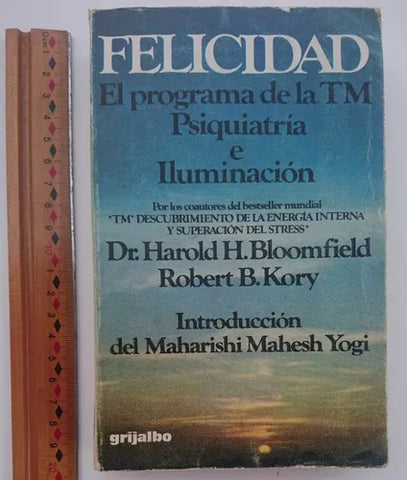 FELICIDAD
El programa de la TM
Psiquiatría
e
Iluminación
Por los coautores del bestseller mundial
"TM" DESCUBRIMIENTO DE LA ENERGÍA INTERNA
Y SUPERACIÓN DEL STRESS"
Dr. Harold H. Bloomfield
Robert B. Kory
Introducción
del Maharishi Mahesh Yogi
grijalbo